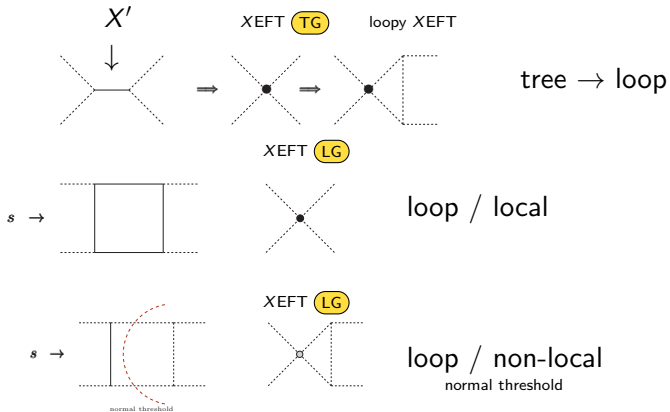 X′
XEFT TG loopy XEFT
↓
⟹ ⟹
tree → loop
XEFT LG
s →
loop / local
XEFT LG
s →
loop / non-local
normal threshold
normal threshold